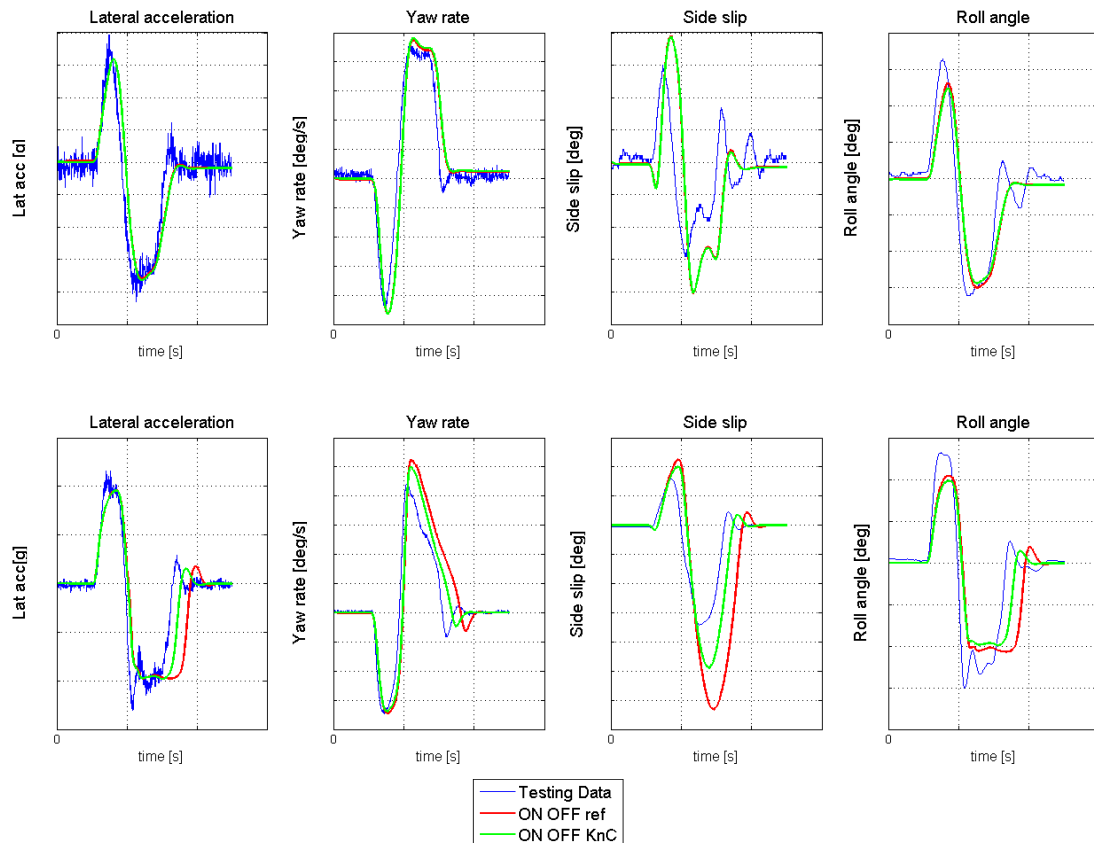 Lateral acceleration
Yaw rate
Side slip
Roll angle
Lat acc [g]
Yaw rate [deg/s]
Side slip [deg]
Roll angle [deg]
0
0
0
0
time [s]
time [s]
time [s]
time [s]
Lateral acceleration
Yaw rate
Side slip
Roll angle
Lat acc[g]
Yaw rate [deg/s]
Side slip [deg]
Roll angle [deg]
0
0
0
0
time [s]
time [s]
time [s]
time [s]
Testing Data
ON OFF ref
ON OFF KnC